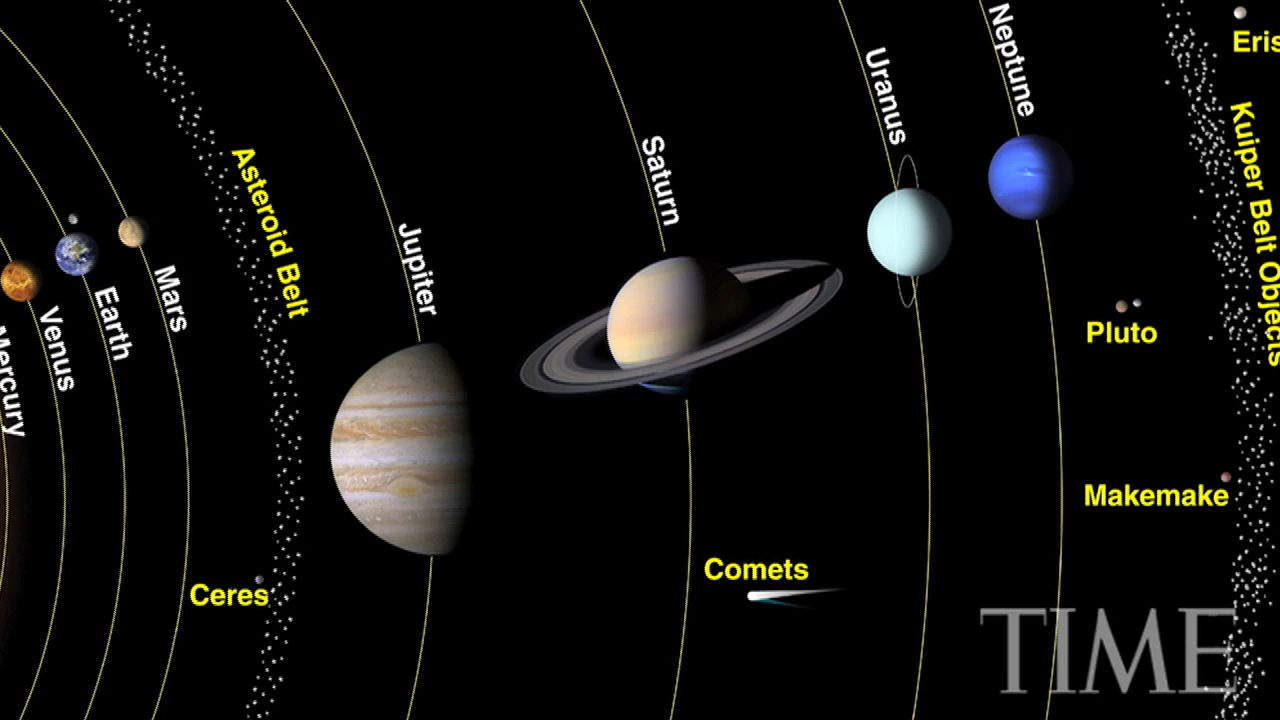 Mercury
Venus
Earth
Mars
Asteroid Belt
Ceres
Jupiter
Saturn
Comets
Uranus
Neptune
Pluto
Makemake
Eris
Kuiper Belt Objects
TIME